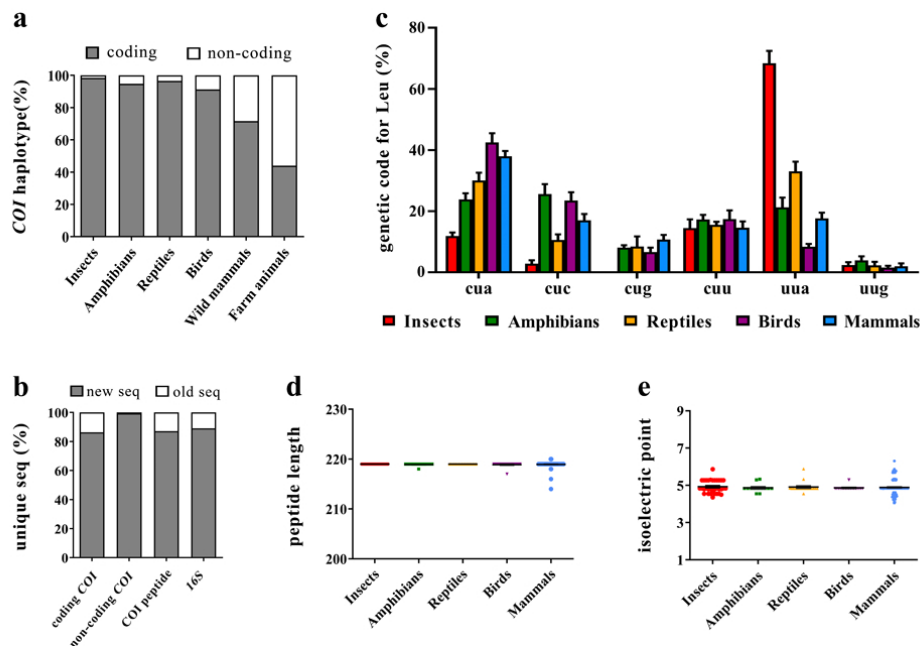 a
coding non-coding
COI haplotype(%)
100
80
60
40
20
0
Insects
Amphibians
Reptiles
Birds
Wild mammals
Farm animals
c
genetic code for Leu (%)
80
60
40
20
0
cua cuc cug cuu uua uug
Insects Amphibians Reptiles Birds Mammals
b
new seq old seq
unique seq (%)
100
80
60
40
20
0
coding COI
non-coding COI
COI peptide
16S
d
peptide length
230
220
210
200
Insects
Amphibians
Reptiles
Birds
Mammals
e
isoelectric point
9
7
5
3
1
Insects
Amphibians
Reptiles
Birds
Mammals